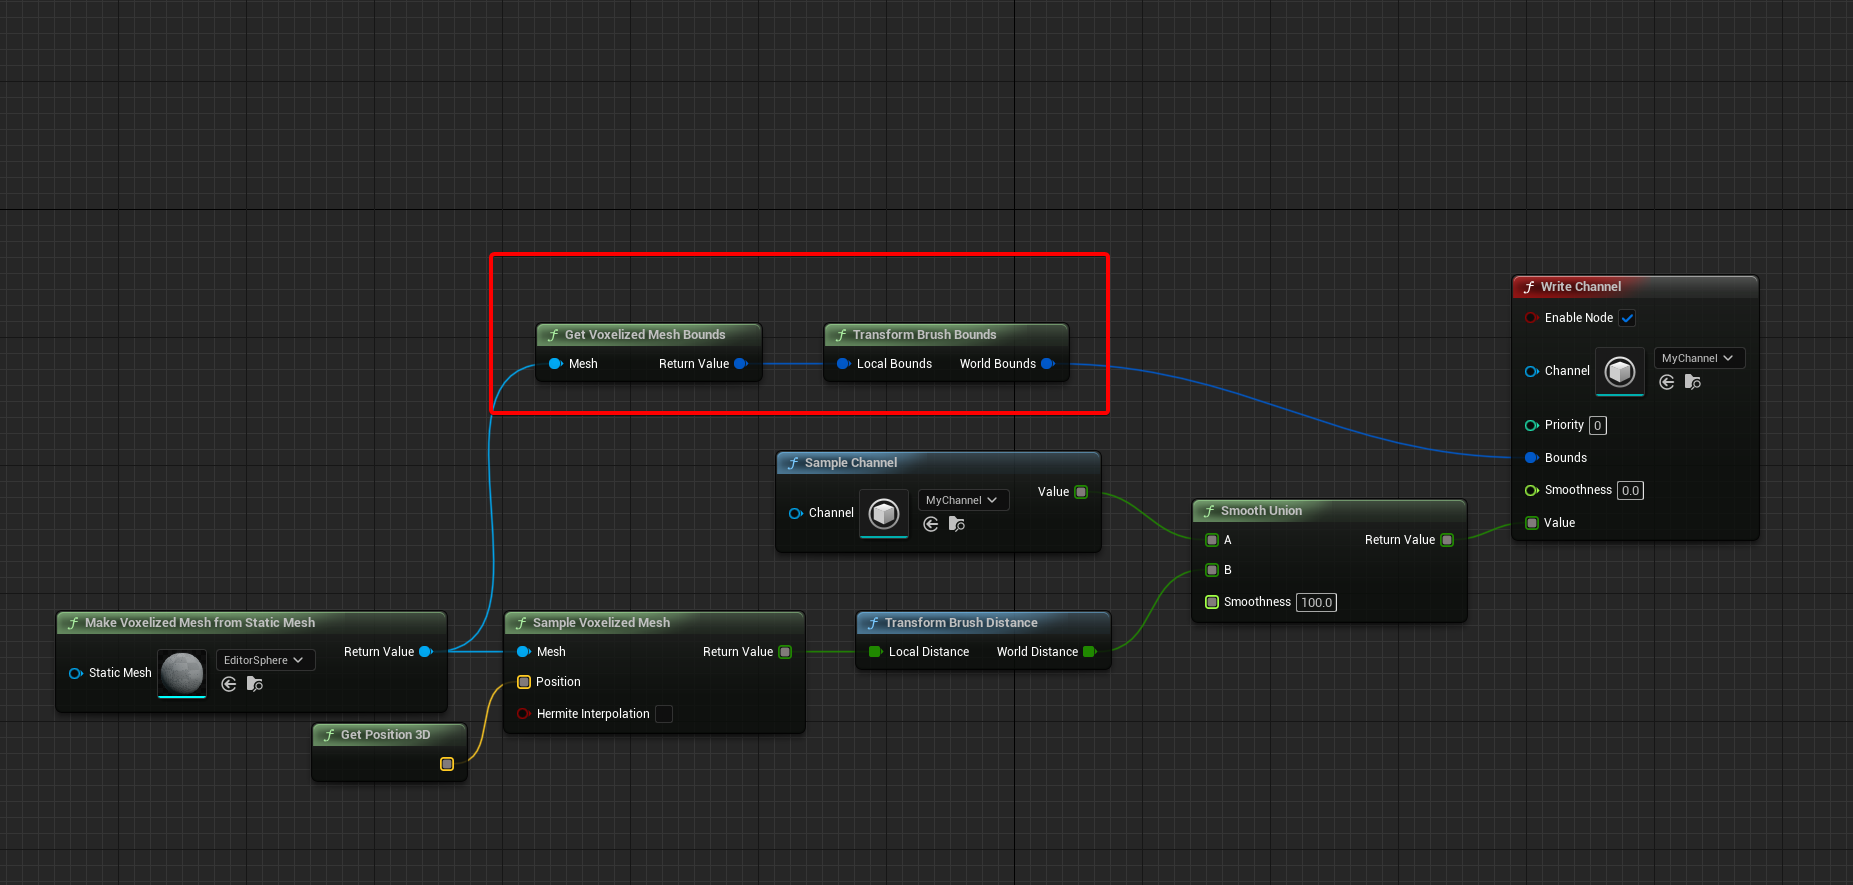 Get Voxelized Mesh Bounds
Mesh Return Value
Transform Brush Bounds
Local Bounds World Bounds
Write Channel
Enable Node
Channel
MyChannel
Priority 0
Bounds
Smoothness 0.0
Value
Sample Channel
Value
Channel
MyChannel
Smooth Union
A Return Value
B
Smoothness 100.0
Make Voxelized Mesh from Static Mesh
Return Value
Static Mesh
EditorSphere
Sample Voxelized Mesh
Mesh Return Value
Position
Hermite Interpolation
Transform Brush Distance
Local Distance World Distance
Get Position 3D